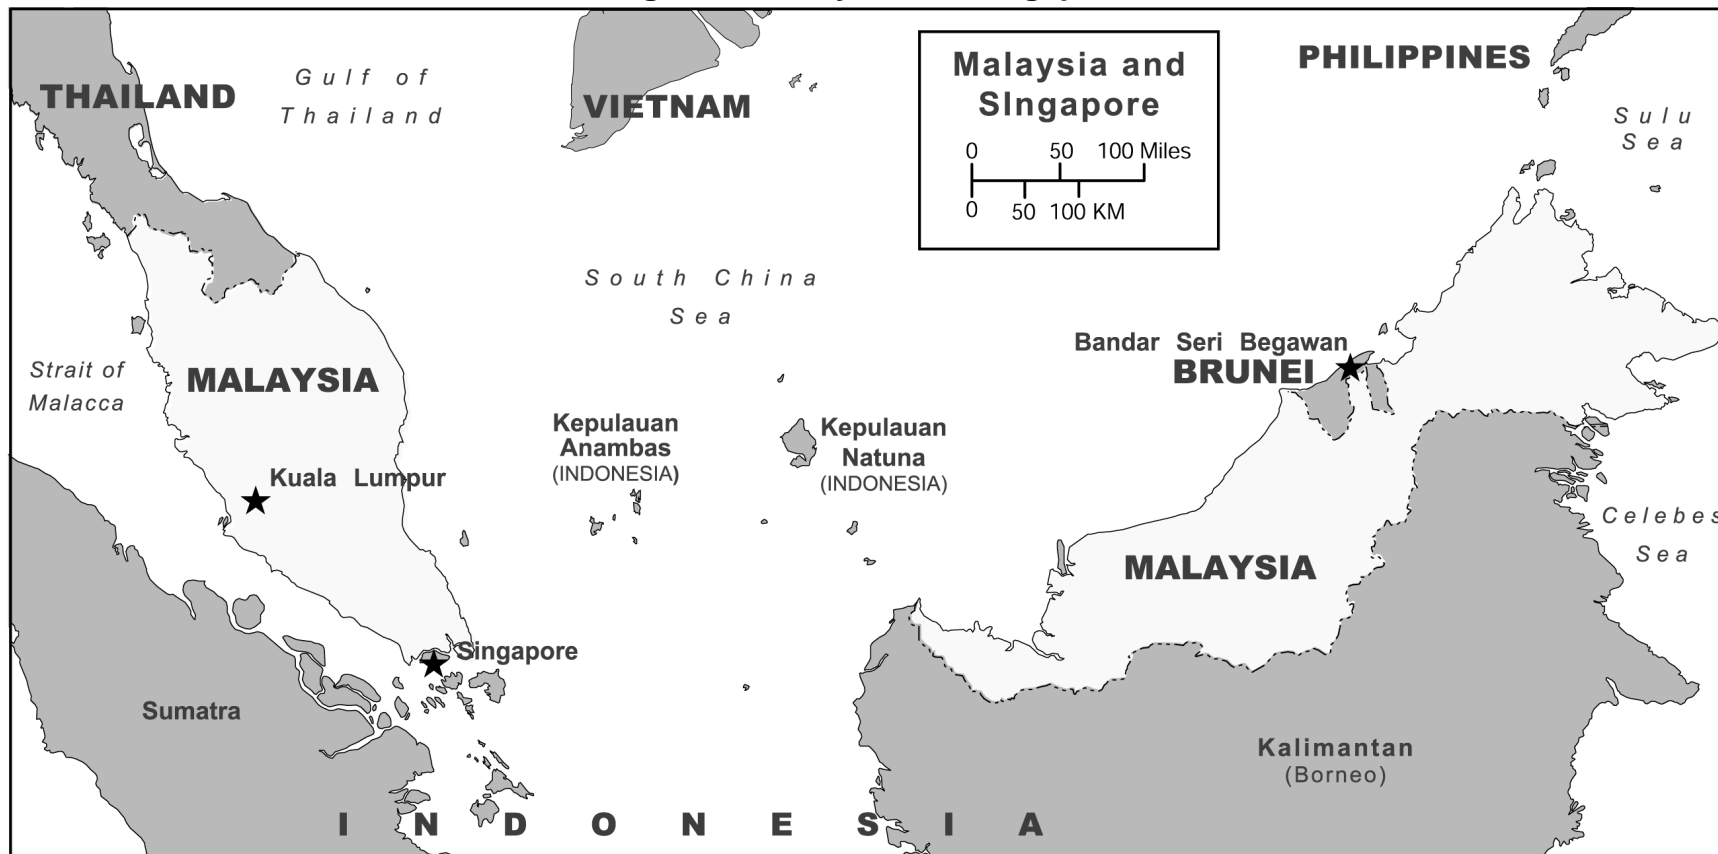 THAILAND
Gulf of
Thailand
VIETNAM
Malaysia and
SIngapore
0 50 100 Miles
0 50 100 KM
PHILIPPINES
Sulu
Sea
South China
Sea
Strait of
Malacca
MALAYSIA
Kuala Lumpur
Kepulauan
Anambas
(INDONESIA)
Kepulauan
Natuna
(INDONESIA)
Bandar Seri Begawan
BRUNEI
MALAYSIA
Celebes
Sea
Singapore
Sumatra
Kalimantan
(Borneo)
INDONESIA